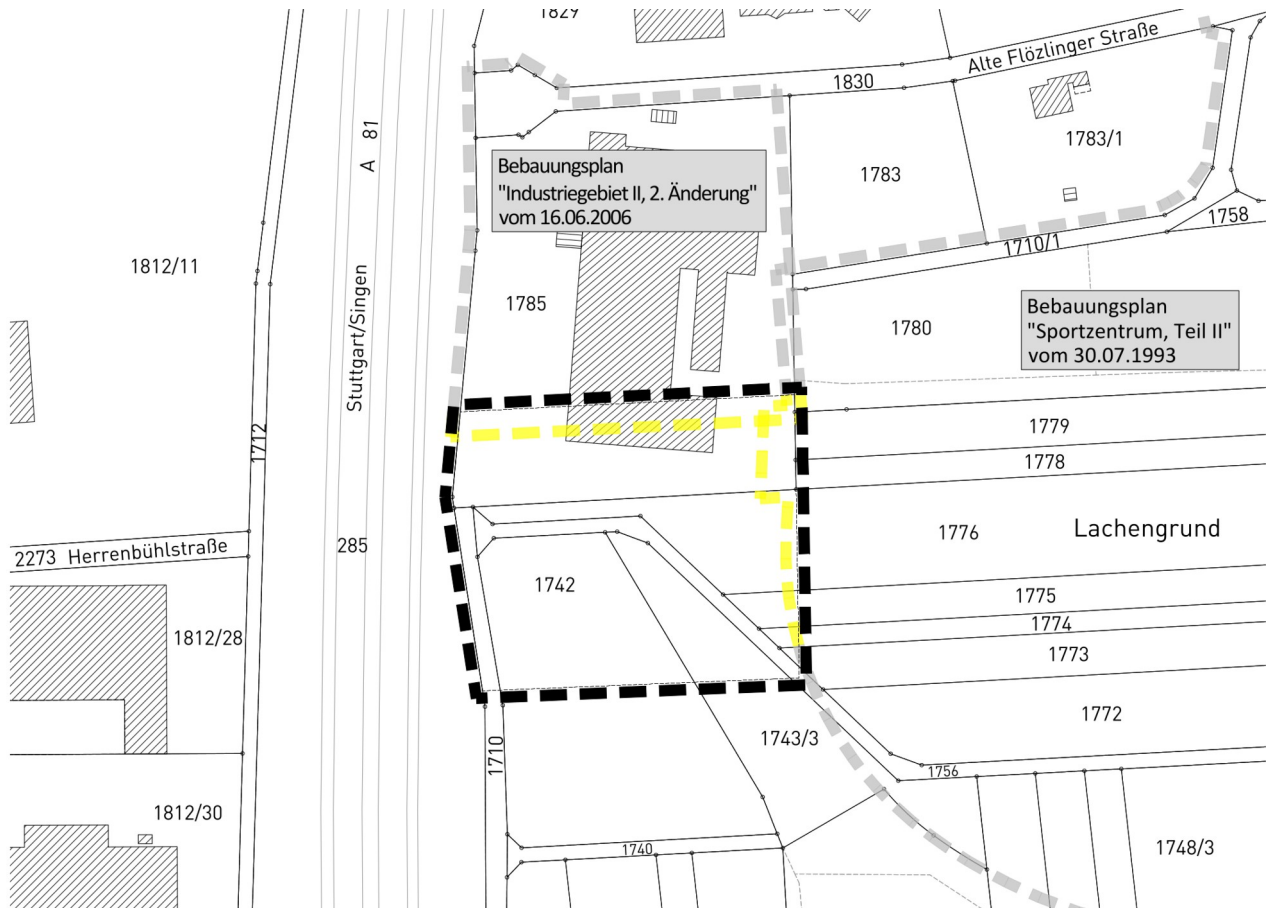 1829
Alte Flözlinger Straße
1830
A 81
Bebauungsplan
"Industriegebiet II, 2. Änderung"
vom 16.06.2006
1783
1783/1
1758
1710/1
1812/11
Stuttgart/Singen
1785
1780
Bebauungsplan
"Sportzentrum, Teil II"
vom 30.07.1993
1712
1779
1778
2273 Herrenbühlstraße
285
1776
Lachengrund
1742
1775
1774
1812/28
1773
1772
1743/3
1710
1756
1812/30
1740
1748/3